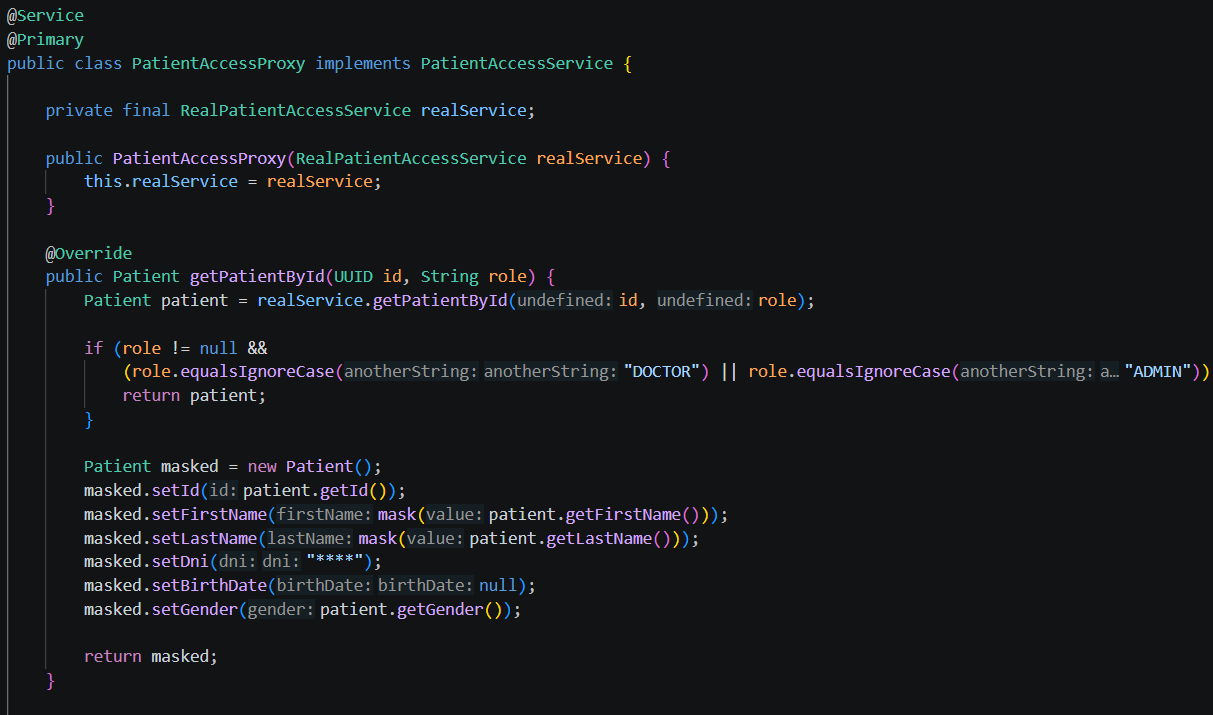 @Service
@Primary
public class PatientAccessProxy implements PatientAccessService {
private final RealPatientAccessService realService;
public PatientAccessProxy(RealPatientAccessService realService) {
this.realService = realService;
}
@Override
public Patient getPatientById(UUID id, String role) {
Patient patient = realService.getPatientById(undefined: id, undefined: role);
if (role != null &&
(role.equalsIgnoreCase(anotherString: anotherString: "DOCTOR") || role.equalsIgnoreCase(anotherString: a… "ADMIN"))
return patient;
}
Patient masked = new Patient();
masked.setId(id: patient.getId());
masked.setFirstName(firstName: mask(value: patient.getFirstName()));
masked.setLastName(lastName: mask(value: patient.getLastName()));
masked.setDni(dni: dni: "****");
masked.setBirthDate(birthDate: birthDate: null);
masked.setGender(gender: patient.getGender());
return masked;
}